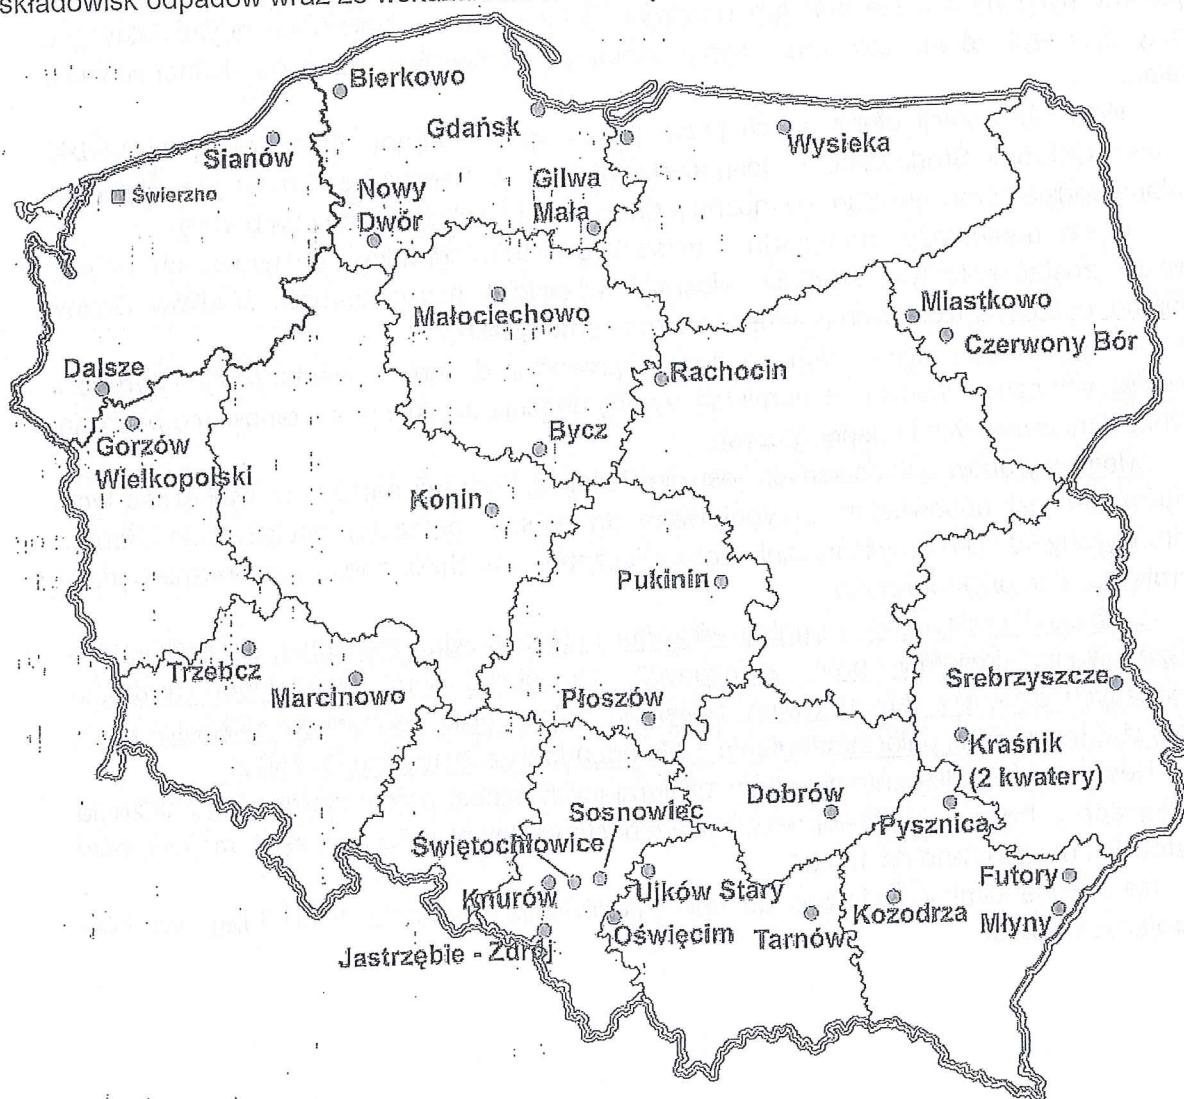 składowisk odpadów wraz ze
Bierkowo
Gdańsk
Sianów
Wysieka
Świerzno
Nowy
Dwór
Gilwa
Mała
Małociechowo
Miastkowo
Czerwony Bór
Dalsze
Rachocin
Gorzów
Wielkopolski
Bycz
Konin
Pukinin
Trzebcz
Marcinowo
Płoszów
Srebrzyszcze
Kraśnik
(2 kwatery)
Sosnowiec
Dobrów
Pysznica
Świętochłowice
Knurów
Ujków Stary
Futory
Kozodrza
Młyny
Oświęcim
Tarnów
Jastrzębie - Zdrój